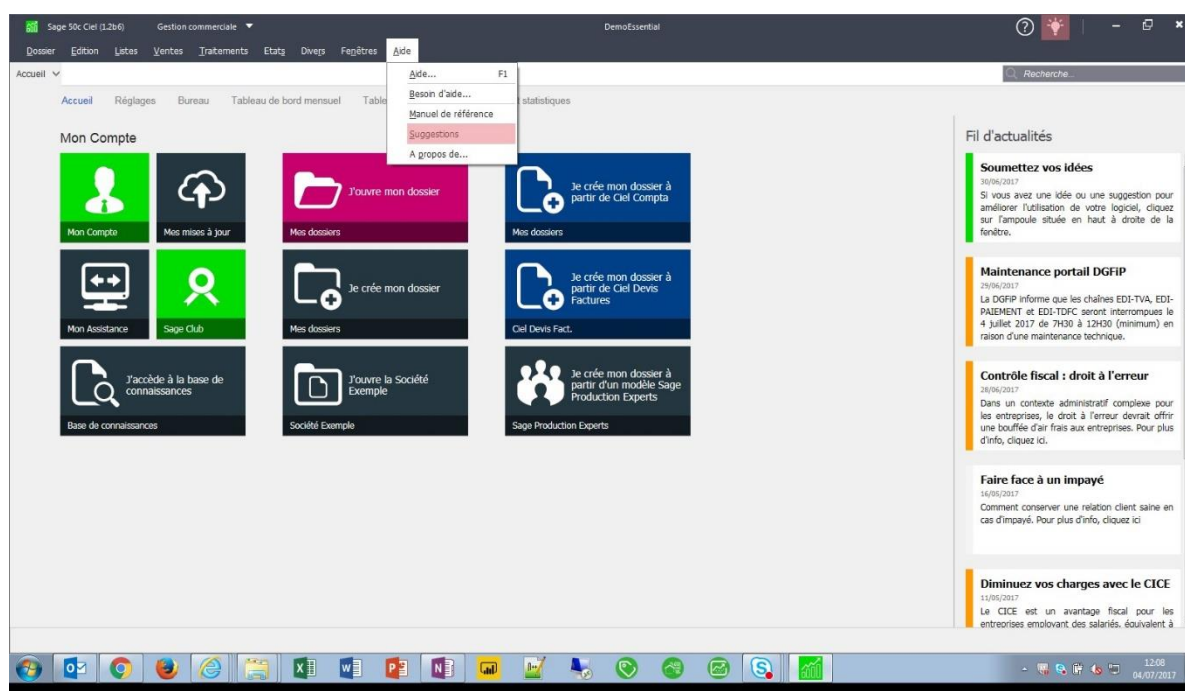 Sage 50c Ciel (1.2b6) Gestion commerciale DemoEssential
Dossier Edition Listes Ventes Traitements Etats Divers Fenêtres Aide
Accueil Recherche...
Aide... F1
Besoin d'aide...
Manuel de référence
Suggestions
A propos de...
Accueil Réglages Bureau Tableau de bord mensuel Table statistiques
Mon Compte
Mon Compte
Mes mises à jour
J'ouvre mon dossier
Mes dossiers
Je crée mon dossier à
partir de Ciel Compta
Mes dossiers
Mon Assistance
Sage Club
Je crée mon dossier
Mes dossiers
Je crée mon dossier à
partir de Ciel Devis
Factures
Ciel Devis Fact.
J'accède à la base de
connaissances
Base de connaissances
J'ouvre la Société
Exemple
Société Exemple
Je crée mon dossier à
partir d'un modèle Sage
Production Experts
Sage Production Experts
Fil d'actualités
Soumettez vos idées
30/06/2017
Si vous avez une idée ou une suggestion pour
améliorer l'utilisation de votre logiciel, cliquez
sur l'ampoule située en haut à droite de la
fenêtre.
Maintenance portail DGFiP
29/06/2017
La DGFiP informe que les chaînes EDI-TVA, EDI-
PAIEMENT et EDI-TDFC seront interrompues le
4 juillet 2017 de 7H30 à 12H30 (minimum) en
raison d'une maintenance technique.
Contrôle fiscal : droit à l'erreur
28/06/2017
Dans un contexte administratif complexe pour
les entreprises, le droit à l'erreur devrait offrir
une bouffée d'air frais aux entreprises. Pour plus
d'info, cliquez ici.
Faire face à un impayé
16/05/2017
Comment conserver une relation client saine en
cas d'impayé. Pour plus d'info, cliquez ici
Diminuez vos charges avec le CICE
11/05/2017
Le CICE est un avantage fiscal pour les
entreprises employant des salariés, équivalent à
12:08
04/07/2017